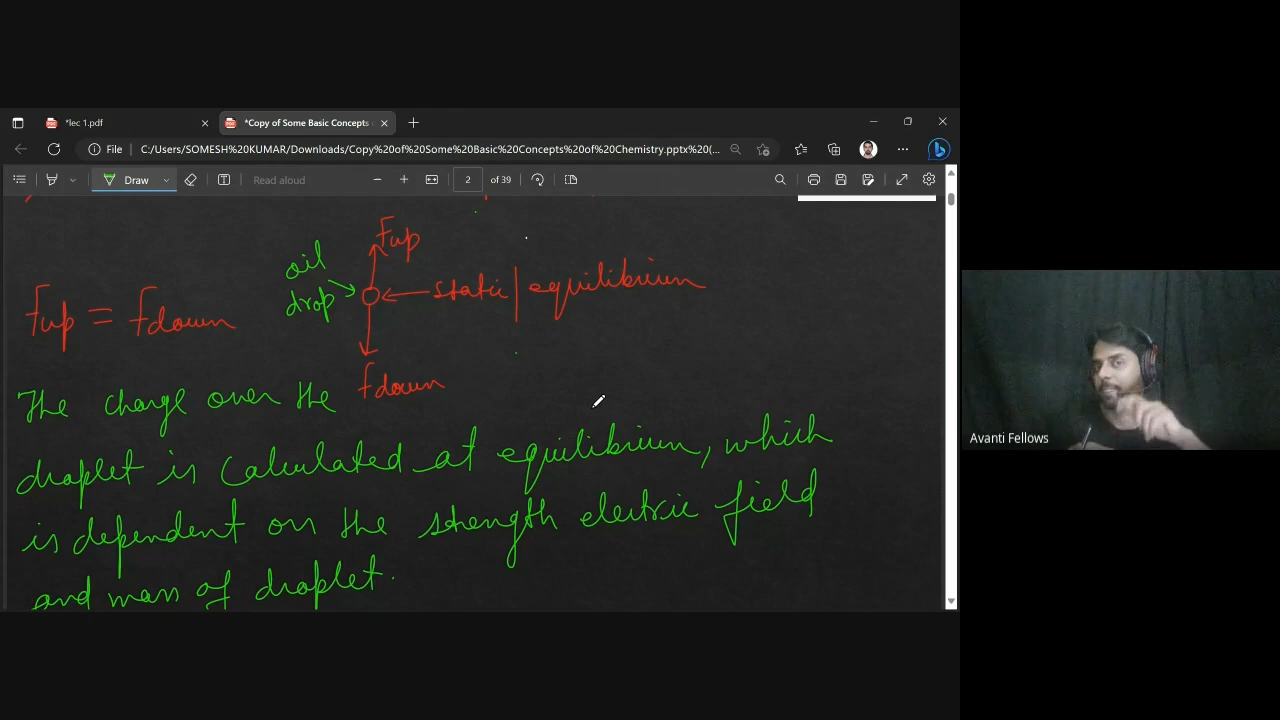 *lec 1.pdf
*Copy of Some Basic Concepts
File
C:/Users/SOMESH%20KUMAR/Downloads/Copy%20of%20Some%20Basic%20Concepts%20of%20Chemistry.pptx%20(...
Draw
Read aloud
2
of 39
Fup
oil
drop
static | equilibrium
Fup = Fdown
Fdown
The charge over the
droplet is calculated at equilibrium, which
is dependent on the strength electric field
and mass of droplet.
Avanti Fellows